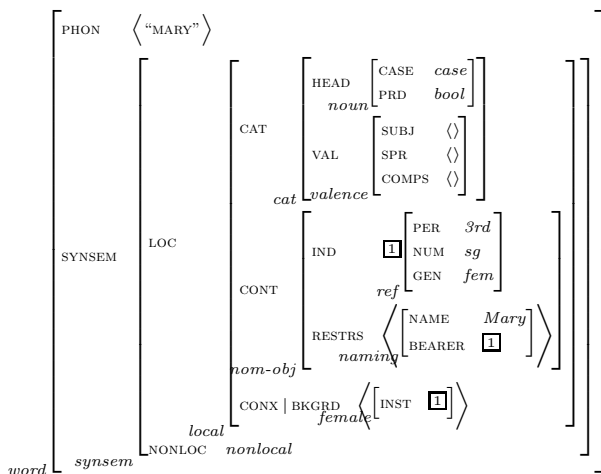 PHON ⟨“MARY”⟩
HEAD [CASE case
PRD bool]
noun
CAT
SUBJ ⟨⟩
VAL SPR ⟨⟩
COMPS ⟨⟩
cat valence
LOC
PER 3rd
IND 1 NUM sg
SYNSEM
GEN fem
CONT ref
NAME Mary
RESTRS ⟨ ⟩
BEARER 1
naming
nom-obj
CONX | BKGRD ⟨[INST 1]⟩
female
local
NONLOC nonlocal
synsem
word